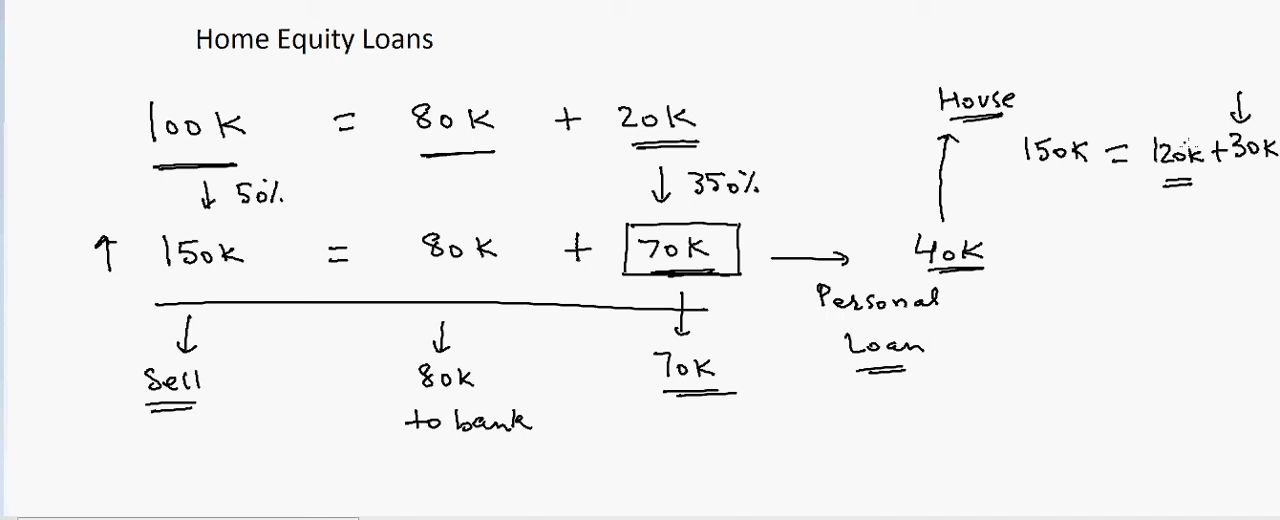 Home Equity Loans
House
100K = 80K + 20K
150K = 120K + 30K
50% 350%
150K = 80K + 70K 40K
Personal
Loan
Sell 80K 70K
to bank